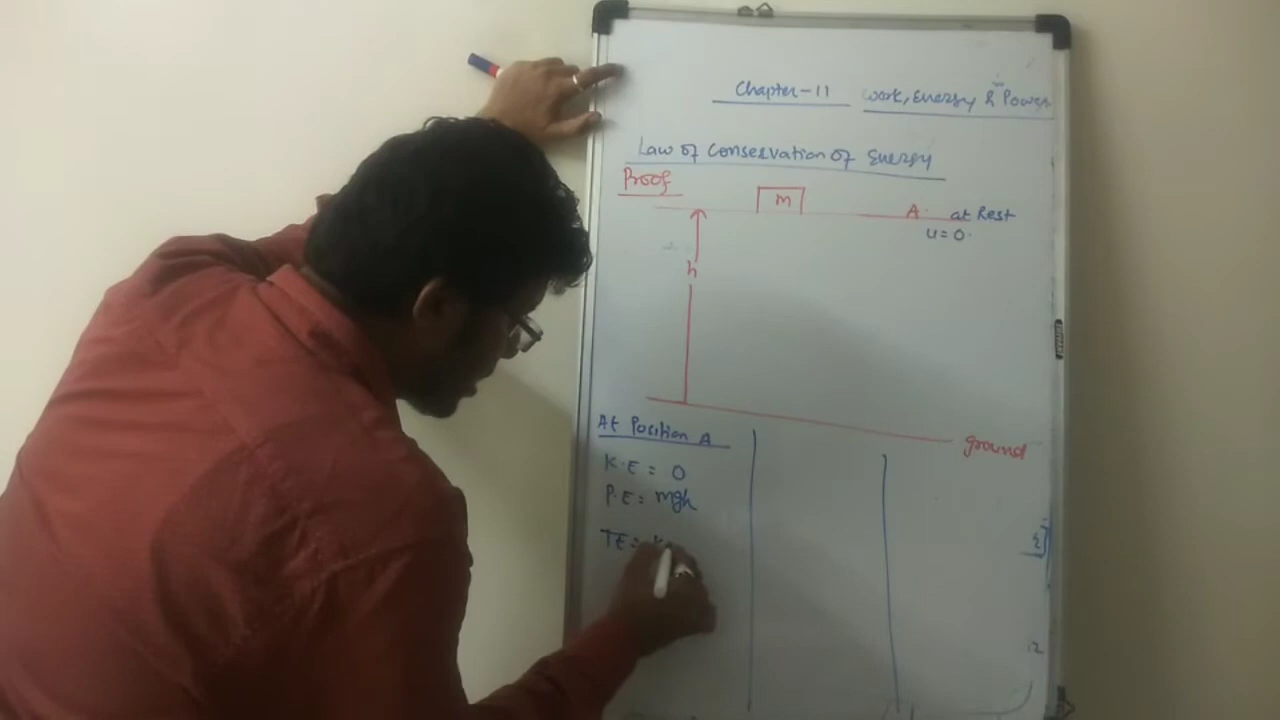 Chapter-11 Work, Energy & Power
Law of Conservation of Energy
Proof
m
A. at Rest
u=0.
h
ground
At Position A
K.E = 0
P.E = mgh
TE = K